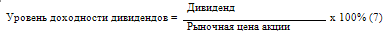 Дивиденд
Уровень доходности дивидендов = x 100% (7)
Рыночная цена акции